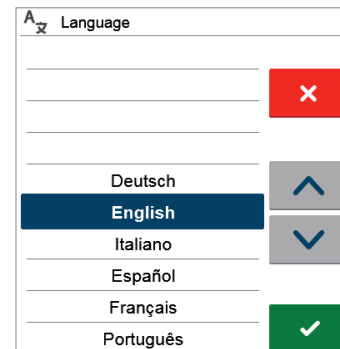 Language
Deutsch
English
Italiano
Español
Français
Português